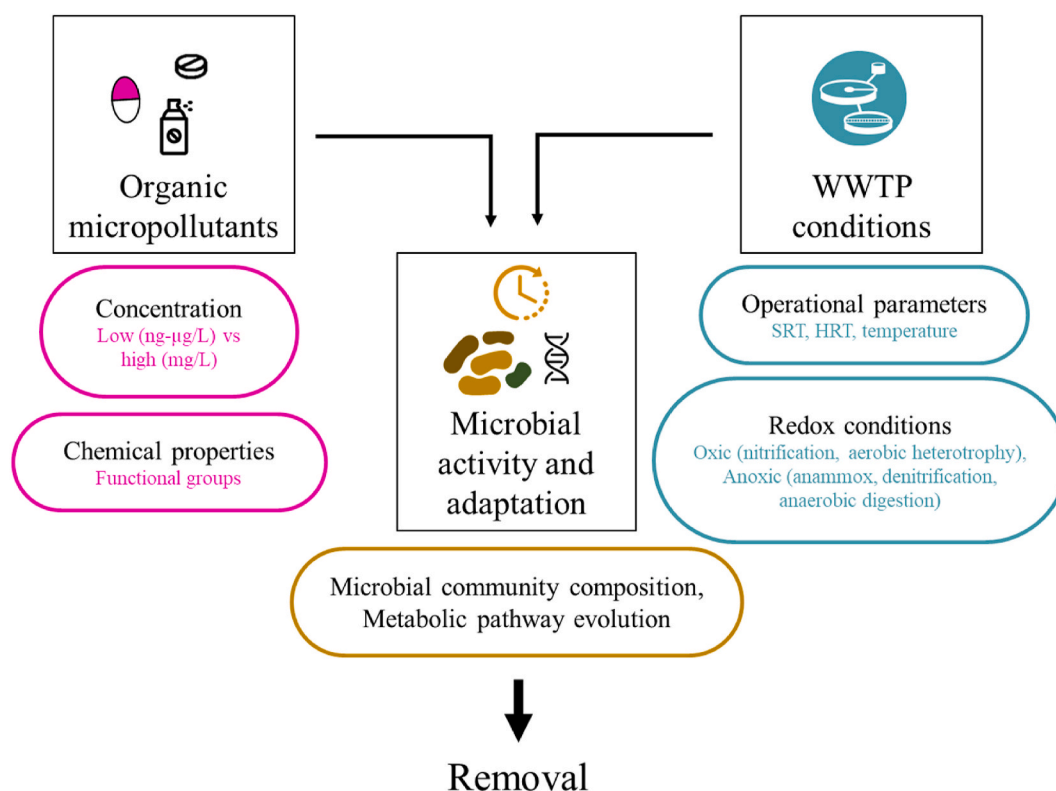 Organic
micropollutants
Concentration
Low (ng-µg/L) vs
high (mg/L)
Chemical properties
Functional groups
WWTP
conditions
Operational parameters
SRT, HRT, temperature
Redox conditions
Oxic (nitrification, aerobic heterotrophy),
Anoxic (anammox, denitrification,
anaerobic digestion)
Microbial
activity and
adaptation
Microbial community composition,
Metabolic pathway evolution
Removal